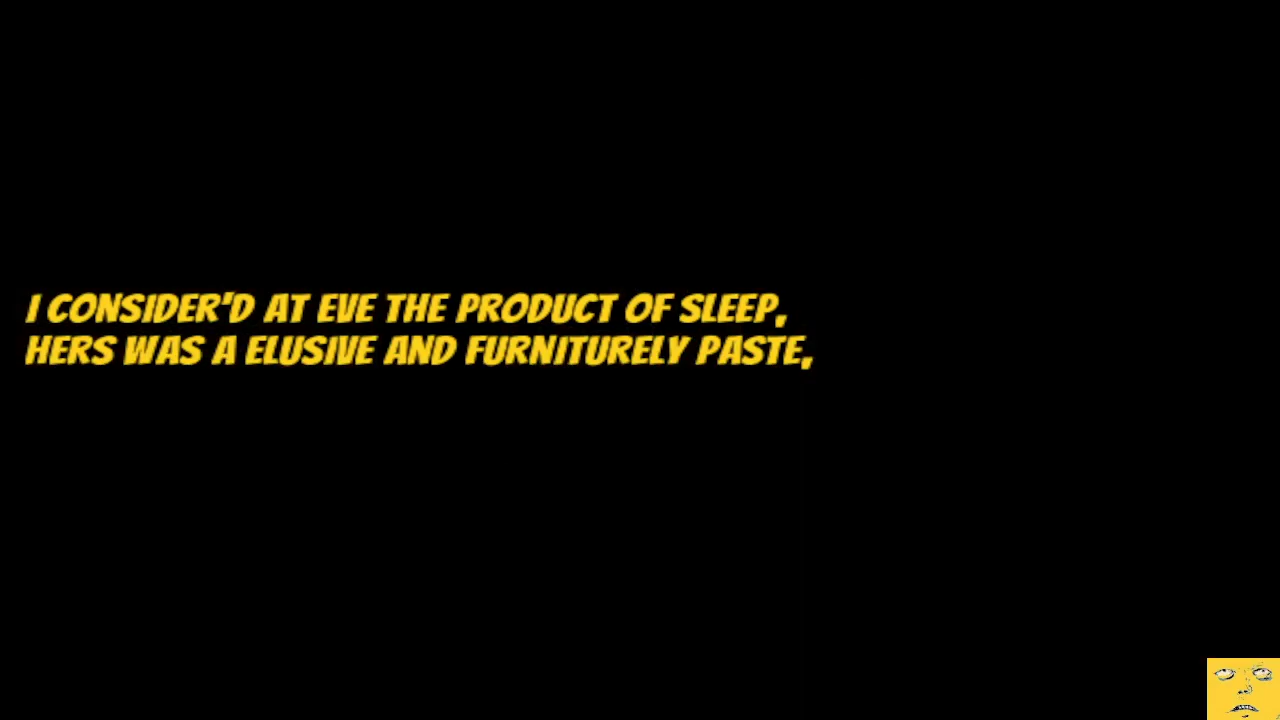 I CONSIDER'D AT EVE THE PRODUCT OF SLEEP,
HERS WAS A ELUSIVE AND FURNITURELY PASTE,